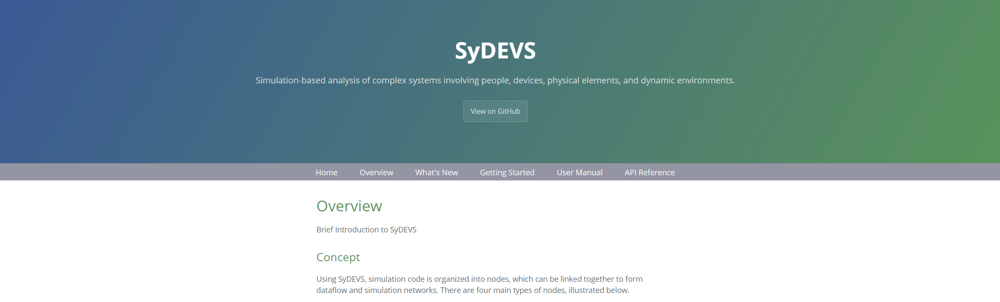 SyDEVS
Simulation-based analysis of complex systems involving people, devices, physical elements, and dynamic environments.
View on GitHub
Home Overview What's New Getting Started User Manual API Reference
Overview
Brief Introduction to SyDEVS
Concept
Using SyDEVS, simulation code is organized into nodes, which can be linked together to form
dataflow and simulation networks. There are four main types of nodes, illustrated below.